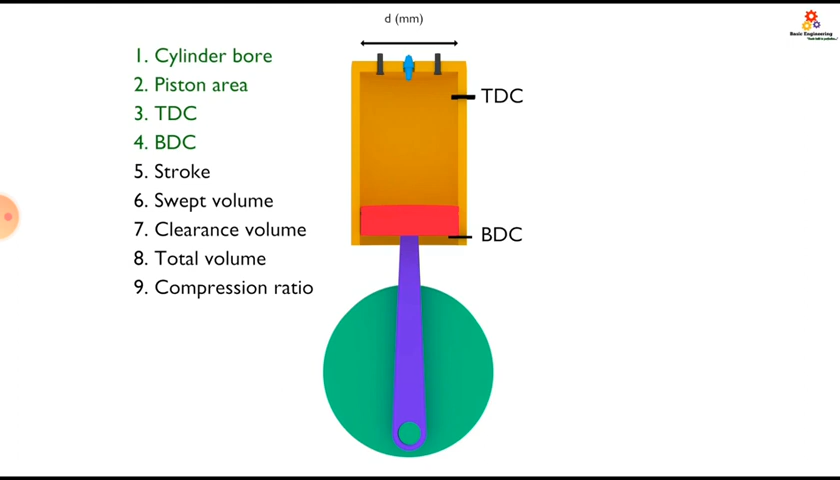 d (mm)
Basic Engineering
1. Cylinder bore
2. Piston area
3. TDC
4. BDC
5. Stroke
6. Swept volume
7. Clearance volume
8. Total volume
9. Compression ratio
TDC
BDC